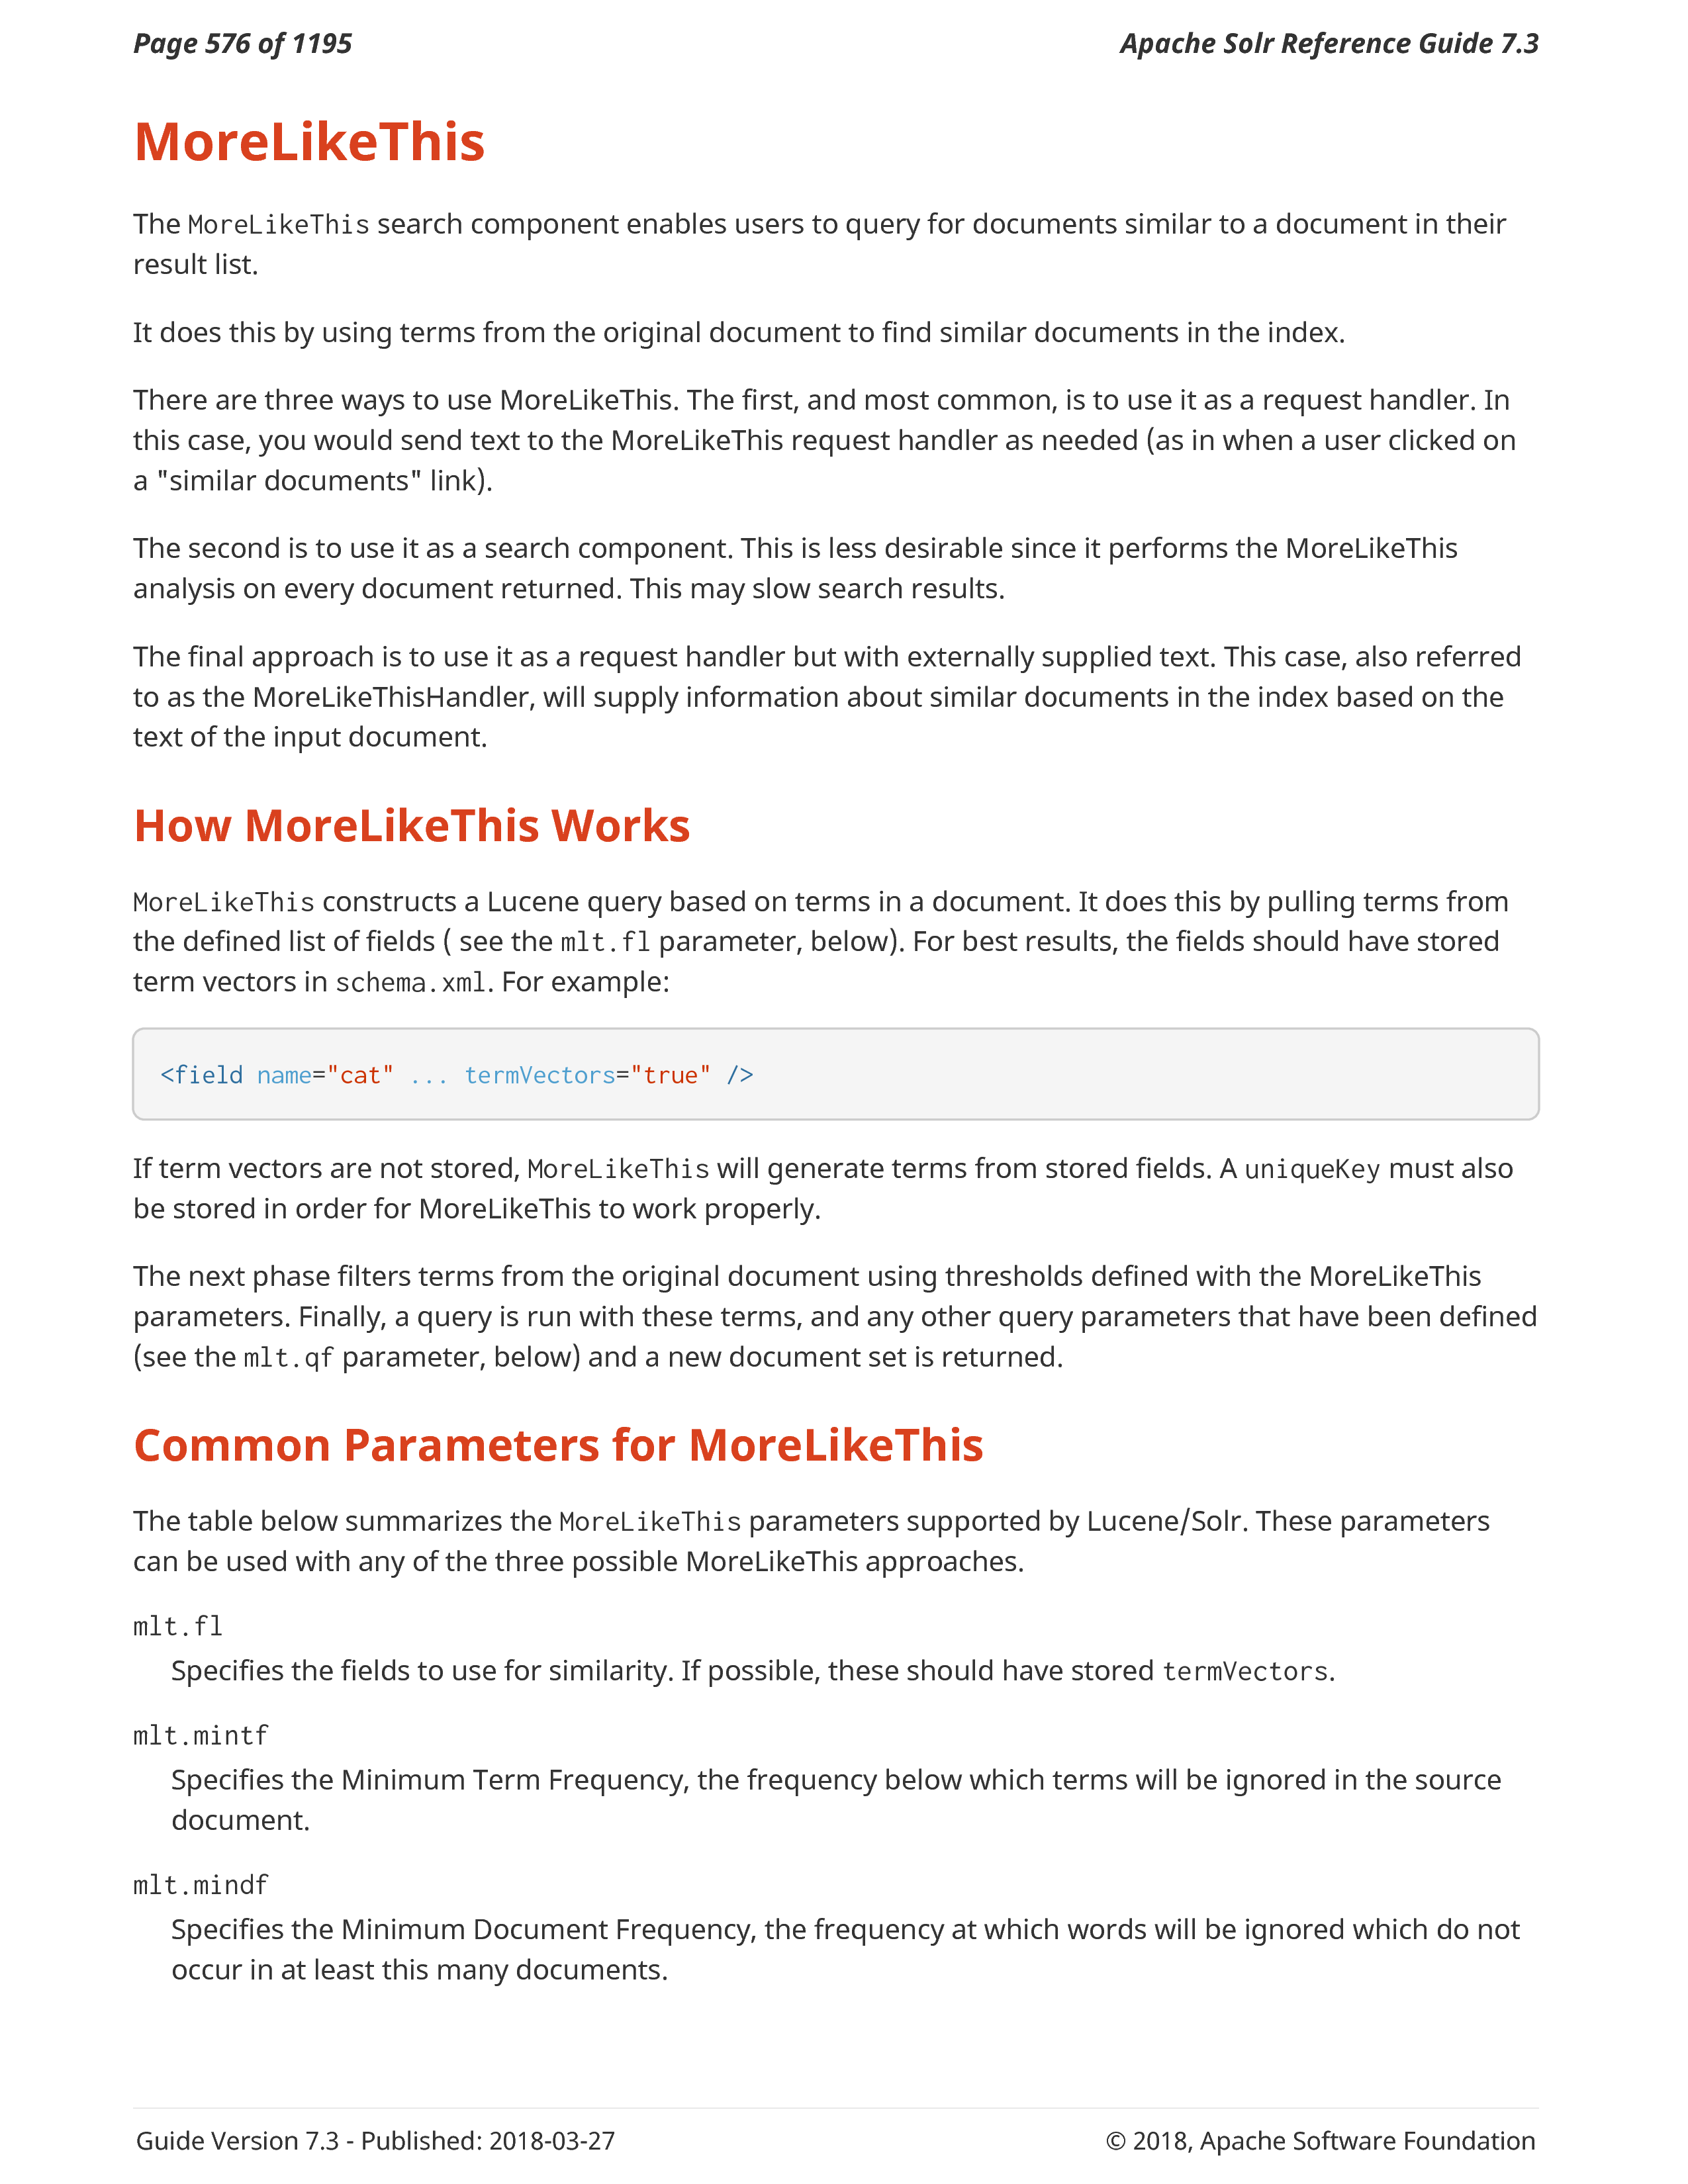 Page 576 of 1195
Apache Solr Reference Guide 7.3
MoreLikeThis
The MoreLikeThis search component enables users to query for documents similar to a document in their
result list.
It does this by using terms from the original document to find similar documents in the index.
There are three ways to use MoreLikeThis. The first, and most common, is to use it as a request handler. In
this case, you would send text to the MoreLikeThis request handler as needed (as in when a user clicked on
a "similar documents" link).
The second is to use it as a search component. This is less desirable since it performs the MoreLikeThis
analysis on every document returned. This may slow search results.
The final approach is to use it as a request handler but with externally supplied text. This case, also referred
to as the MoreLikeThisHandler, will supply information about similar documents in the index based on the
text of the input document.
How MoreLikeThis Works
MoreLikeThis constructs a Lucene query based on terms in a document. It does this by pulling terms from
the defined list of fields ( see the mlt.fl parameter, below). For best results, the fields should have stored
term vectors in schema.xml. For example:
<field name="cat" ... termVectors="true" />
If term vectors are not stored, MoreLikeThis will generate terms from stored fields. A uniqueKey must also
be stored in order for MoreLikeThis to work properly.
The next phase filters terms from the original document using thresholds defined with the MoreLikeThis
parameters. Finally, a query is run with these terms, and any other query parameters that have been defined
(see the mlt.qf parameter, below) and a new document set is returned.
Common Parameters for MoreLikeThis
The table below summarizes the MoreLikeThis parameters supported by Lucene/Solr. These parameters
can be used with any of the three possible MoreLikeThis approaches.
mlt.fl
Specifies the fields to use for similarity. If possible, these should have stored termVectors.
mlt.mintf
Specifies the Minimum Term Frequency, the frequency below which terms will be ignored in the source
document.
mlt.mindf
Specifies the Minimum Document Frequency, the frequency at which words will be ignored which do not
occur in at least this many documents.
Guide Version 7.3 - Published: 2018-03-27
© 2018, Apache Software Foundation